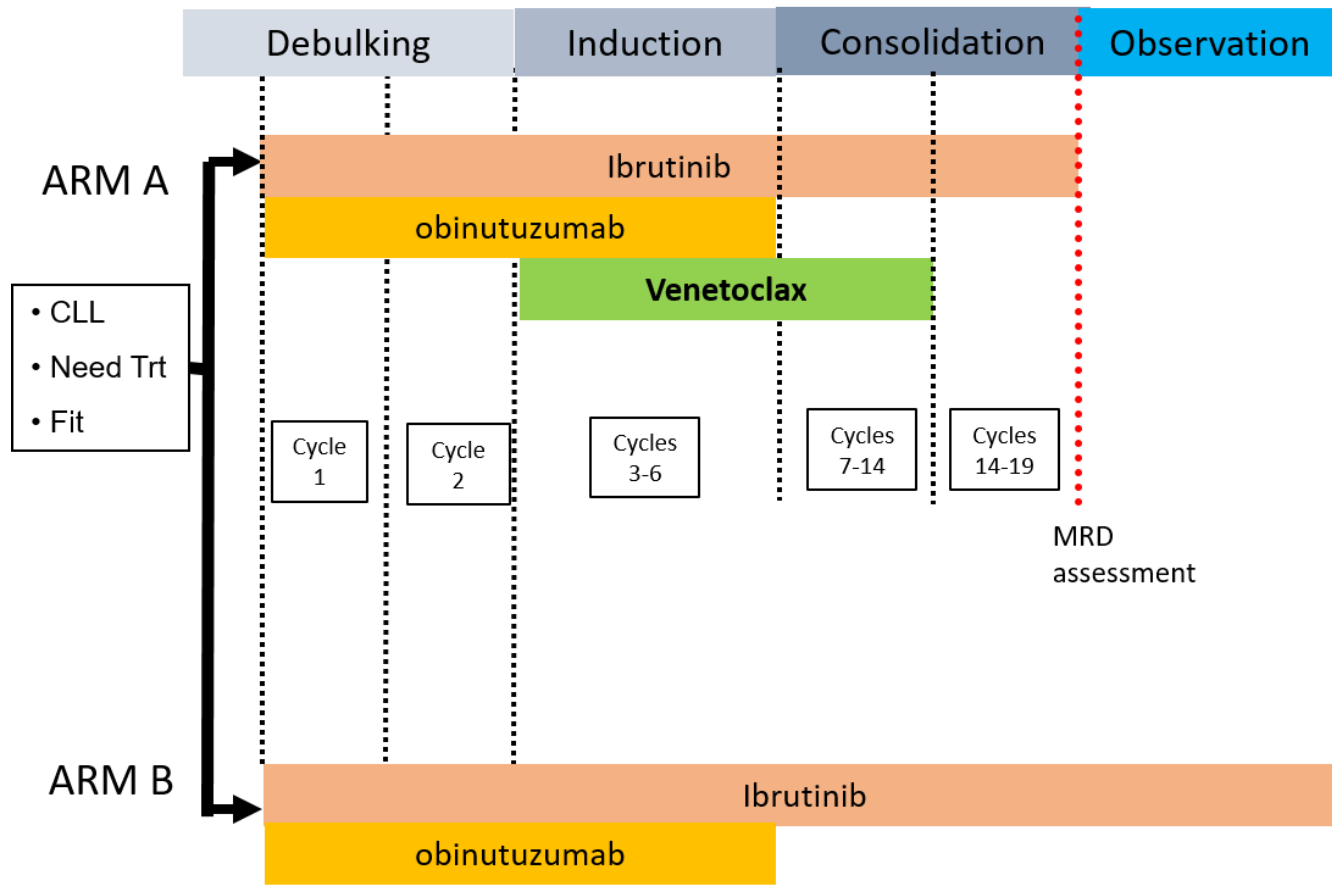 Debulking
Induction
Consolidation
Observation
ARM A
Ibrutinib
obinutuzumab
Venetoclax
• CLL
• Need Trt
• Fit
Cycle
1
Cycle
2
Cycles
3-6
Cycles
7-14
Cycles
14-19
MRD
assessment
ARM B
Ibrutinib
obinutuzumab